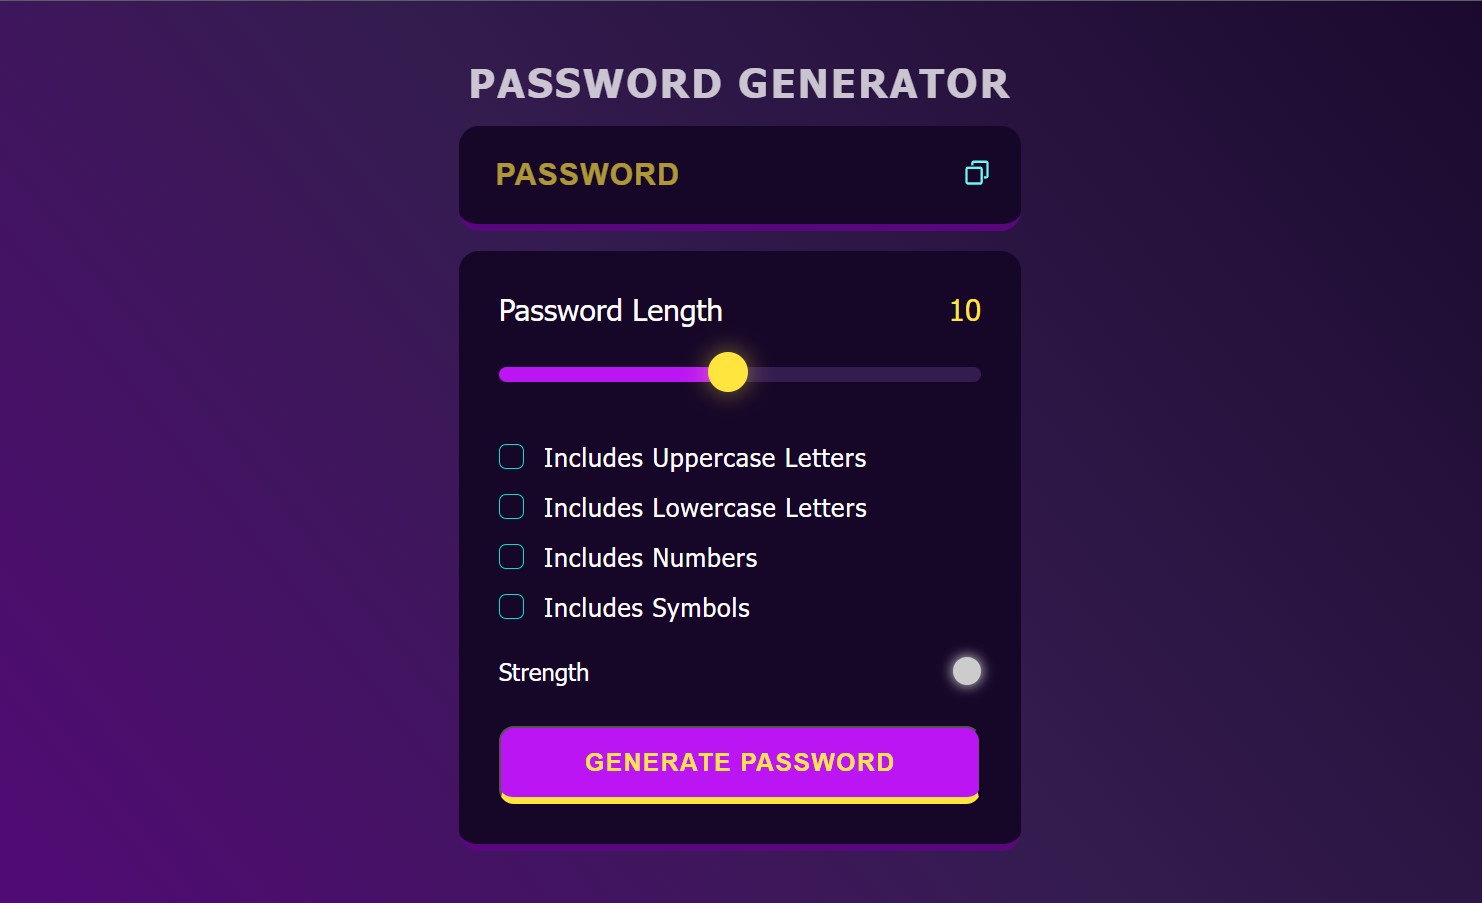 PASSWORD GENERATOR
PASSWORD
Password Length 10
Includes Uppercase Letters
Includes Lowercase Letters
Includes Numbers
Includes Symbols
Strength
GENERATE PASSWORD